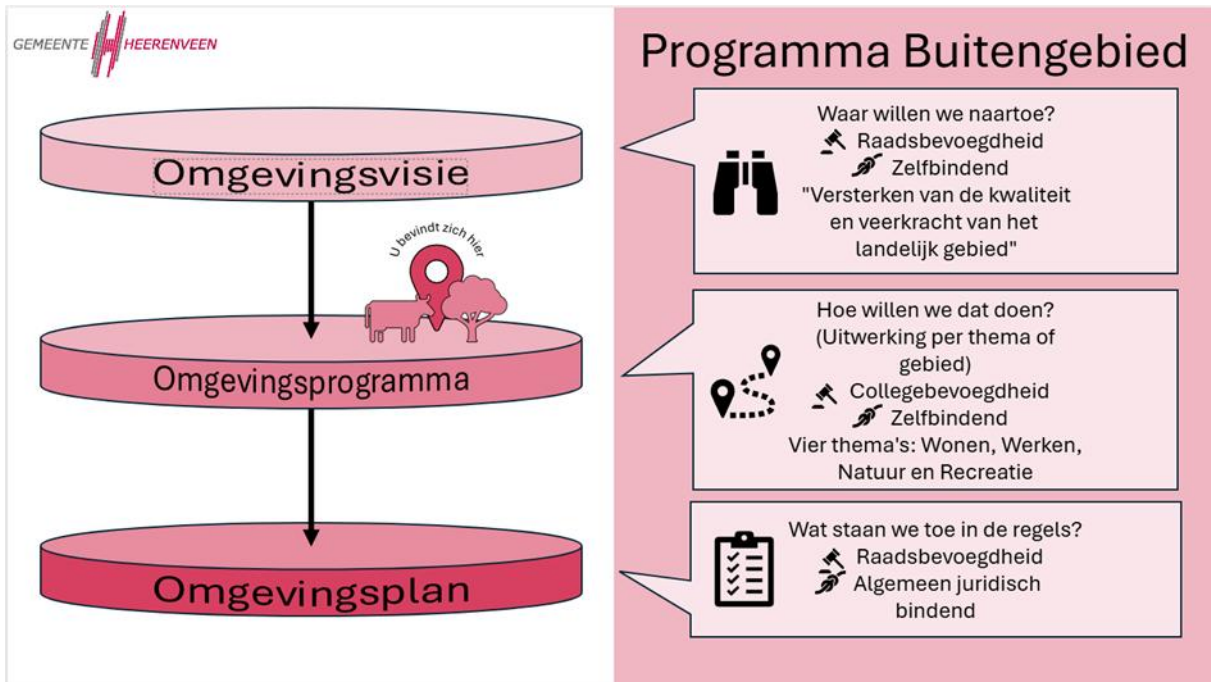 GEMEENTE HEERENVEEN
Omgevingsvisie
U bevindt zich hier
Omgevingsprogramma
Omgevingsplan
Programma Buitengebied
Waar willen we naartoe?
Raadsbevoegdheid
Zelfbindend
"Versterken van de kwaliteit
en veerkracht van het
landelijk gebied"
Hoe willen we dat doen?
(Uitwerking per thema of
gebied)
Collegebevoegdheid
Zelfbindend
Vier thema's: Wonen, Werken,
Natuur en Recreatie
Wat staan we toe in de regels?
Raadsbevoegdheid
Algemeen juridisch
bindend